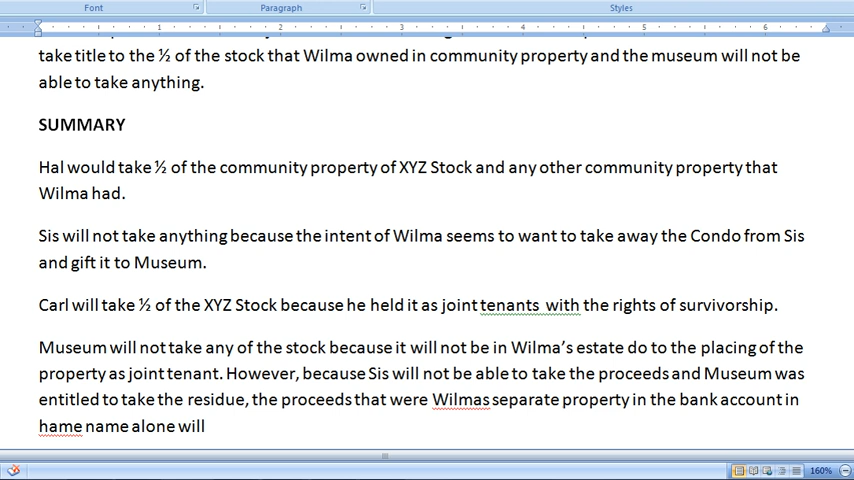 Font Paragraph Styles
1 2 3 4 5 6
take title to the ½ of the stock that Wilma owned in community property and the museum will not be
able to take anything.
SUMMARY
Hal would take ½ of the community property of XYZ Stock and any other community property that
Wilma had.
Sis will not take anything because the intent of Wilma seems to want to take away the Condo from Sis
and gift it to Museum.
Carl will take ½ of the XYZ Stock because he held it as joint tenants  with the rights of survivorship.
Museum will not take any of the stock because it will not be in Wilma’s estate do to the placing of the
property as joint tenant. However, because Sis will not be able to take the proceeds and Museum was
entitled to take the residue, the proceeds that were Wilmas separate property in the bank account in
hame name alone will
160%